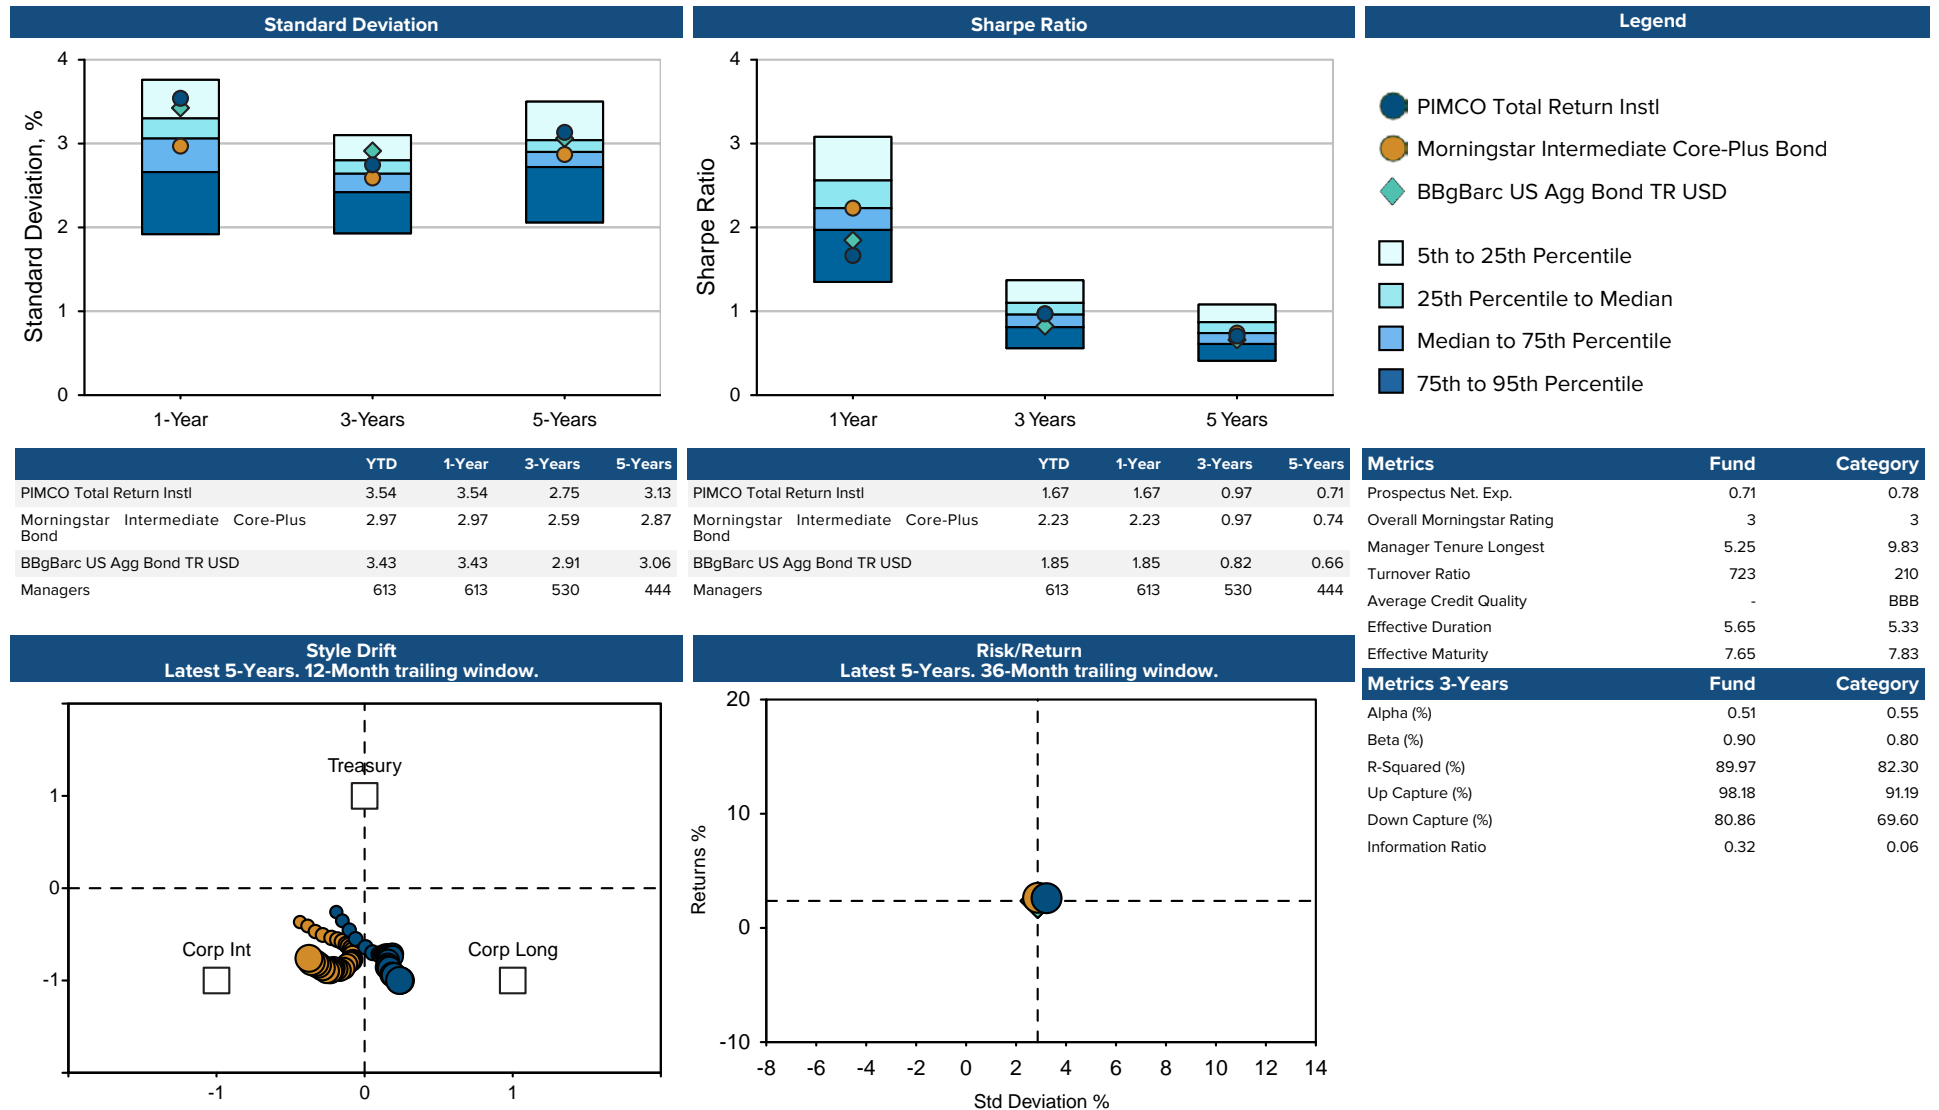 Standard Deviation
Sharpe Ratio
Legend
4
3
2
1
0
Standard Deviation, %
1-Year
3-Years
5-Years
4
3
2
1
0
Sharpe Ratio
1Year
3 Years
5 Years
PIMCO Total Return Instl
Morningstar Intermediate Core-Plus Bond
BBgBarc US Agg Bond TR USD
5th to 25th Percentile
25th Percentile to Median
Median to 75th Percentile
75th to 95th Percentile
YTD 1-Year 3-Years 5-Years
PIMCO Total Return Instl 3.54 3.54 2.75 3.13
Morningstar Intermediate Core-Plus 2.97 2.97 2.59 2.87
Bond
BBgBarc US Agg Bond TR USD 3.43 3.43 2.91 3.06
Managers 613 613 530 444
YTD 1-Year 3-Years 5-Years
PIMCO Total Return Instl 1.67 1.67 0.97 0.71
Morningstar Intermediate Core-Plus 2.23 2.23 0.97 0.74
Bond
BBgBarc US Agg Bond TR USD 1.85 1.85 0.82 0.66
Managers 613 613 530 444
Metrics Fund Category
Prospectus Net. Exp. 0.71 0.78
Overall Morningstar Rating 3 3
Manager Tenure Longest 5.25 9.83
Turnover Ratio 723 210
Average Credit Quality - BBB
Effective Duration 5.65 5.33
Effective Maturity 7.65 7.83
Metrics 3-Years Fund Category
Alpha (%) 0.51 0.55
Beta (%) 0.90 0.80
R-Squared (%) 89.97 82.30
Up Capture (%) 98.18 91.19
Down Capture (%) 80.86 69.60
Information Ratio 0.32 0.06
Style Drift
Latest 5-Years. 12-Month trailing window.
Treasury
Corp Int
Corp Long
1
0
-1
-1 0 1
Risk/Return
Latest 5-Years. 36-Month trailing window.
20
10
0
-10
Returns %
-8 -6 -4 -2 0 2 4 6 8 10 12 14
Std Deviation %